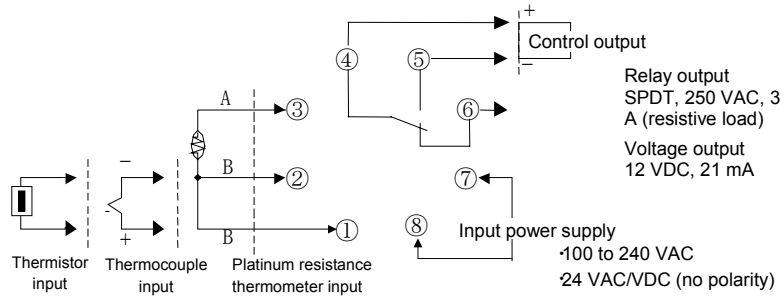 +
④
⑤
Control output
−
Relay output
SPDT, 250 VAC, 3
A (resistive load)
A
③
⑥
Voltage output
12 VDC, 21 mA
−
B
②
⑦
-
+
B
①
⑧
Input power supply
•100 to 240 VAC
•24 VAC/VDC (no polarity)
Thermistor
input
Thermocouple
input
Platinum resistance
thermometer input